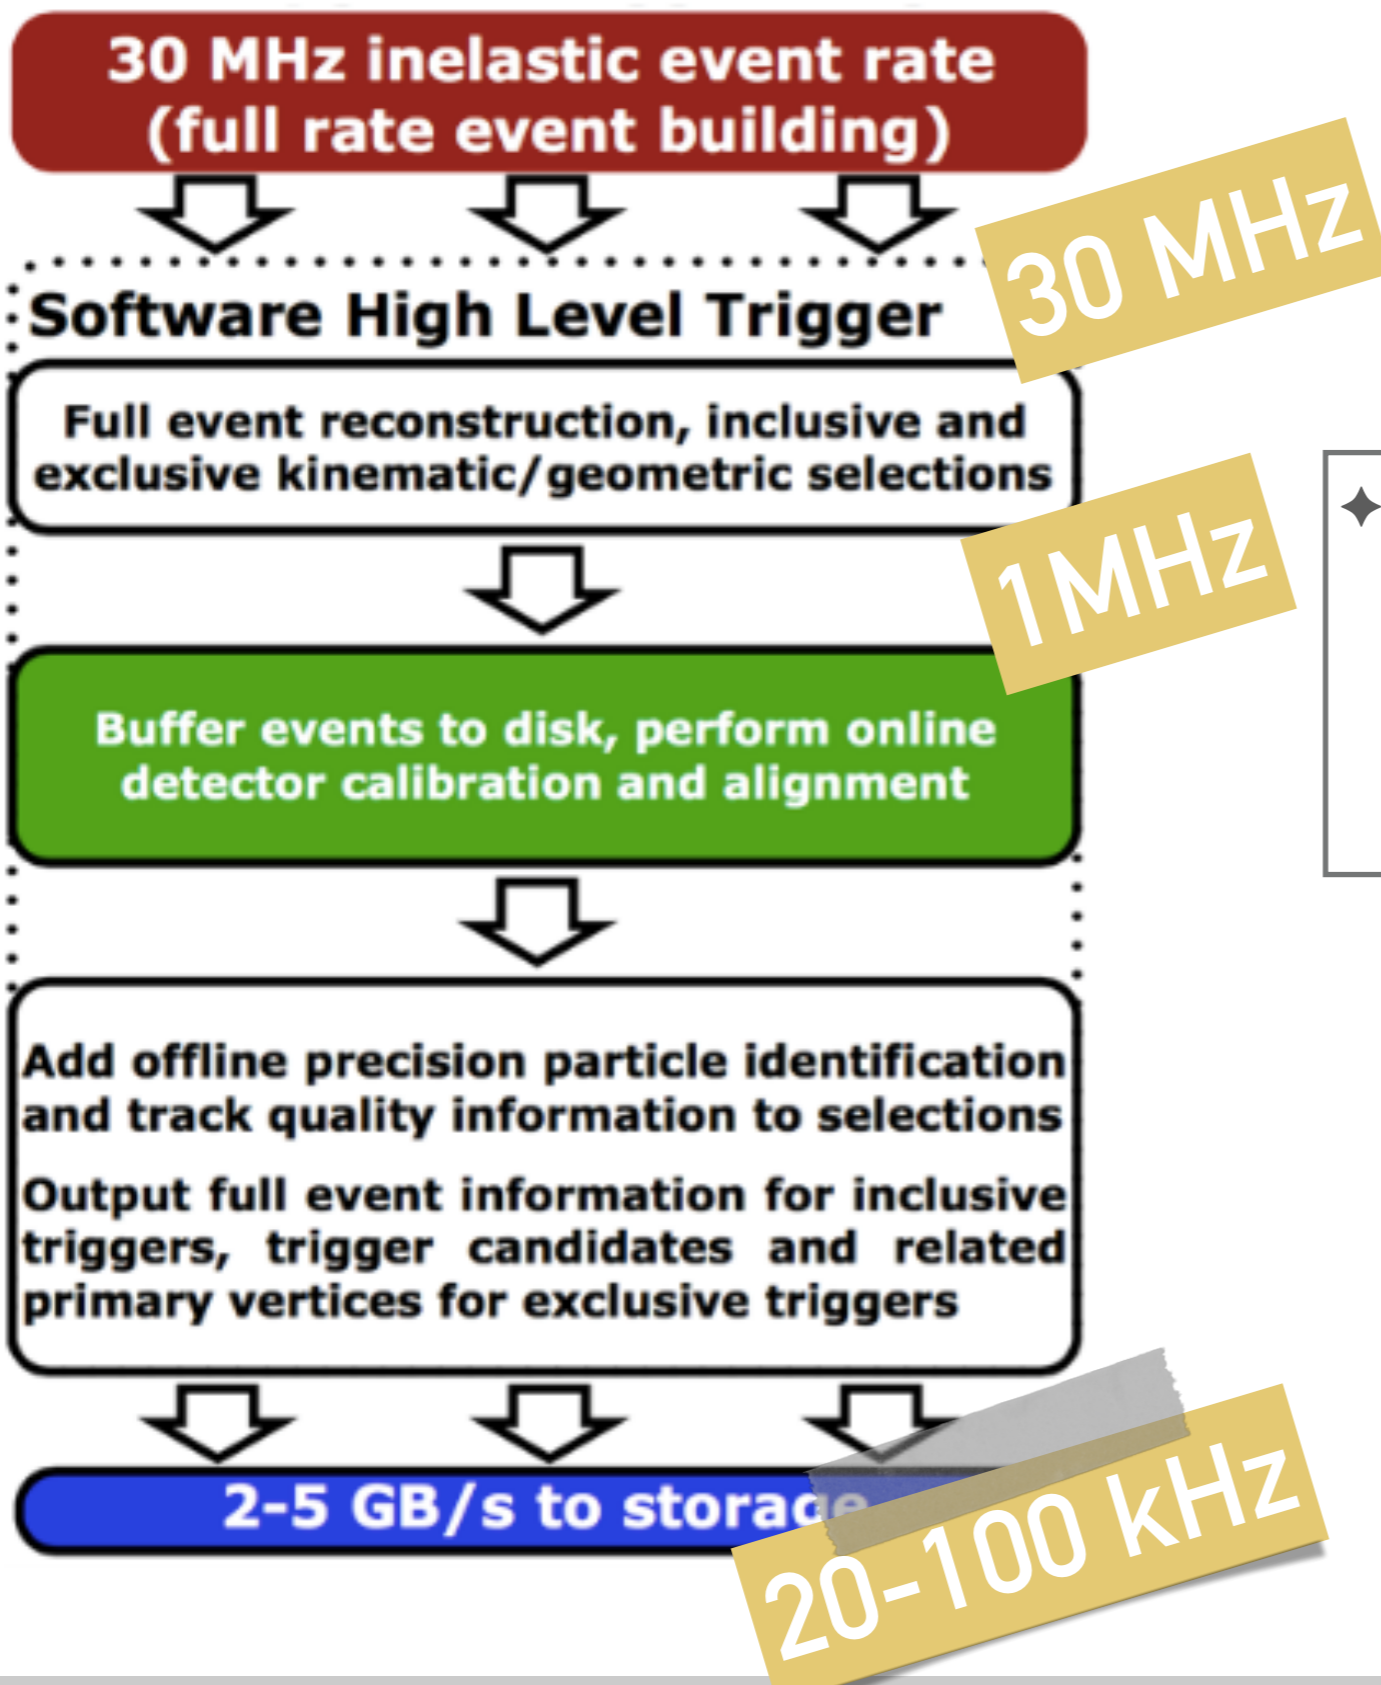 30 MHz inelastic event rate
(full rate event building)
30 MHz
Software High Level Trigger
Full event reconstruction, inclusive and
exclusive kinematic/geometric selections
1MHz
Buffer events to disk, perform online
detector calibration and alignment
Add offline precision particle identification
and track quality information to selections
Output full event information for inclusive
triggers, trigger candidates and related
primary vertices for exclusive triggers
2-5 GB/s to storage
20-100 kHz